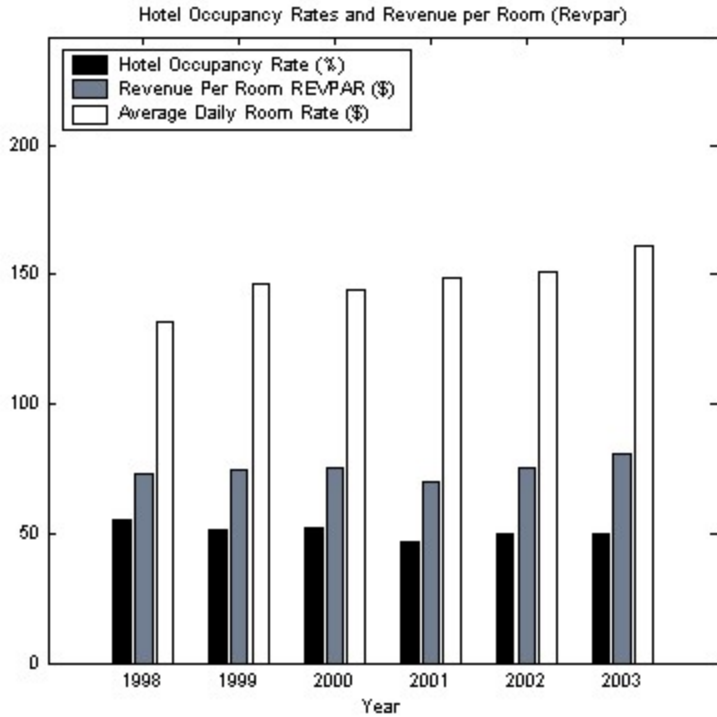 Hotel Occupancy Rates and Revenue per Room (Revpar)
Hotel Occupancy Rate (%)
Revenue Per Room REVPAR ($)
Average Daily Room Rate ($)
200
150
100
50
0
1998 1999 2000 2001 2002 2003
Year